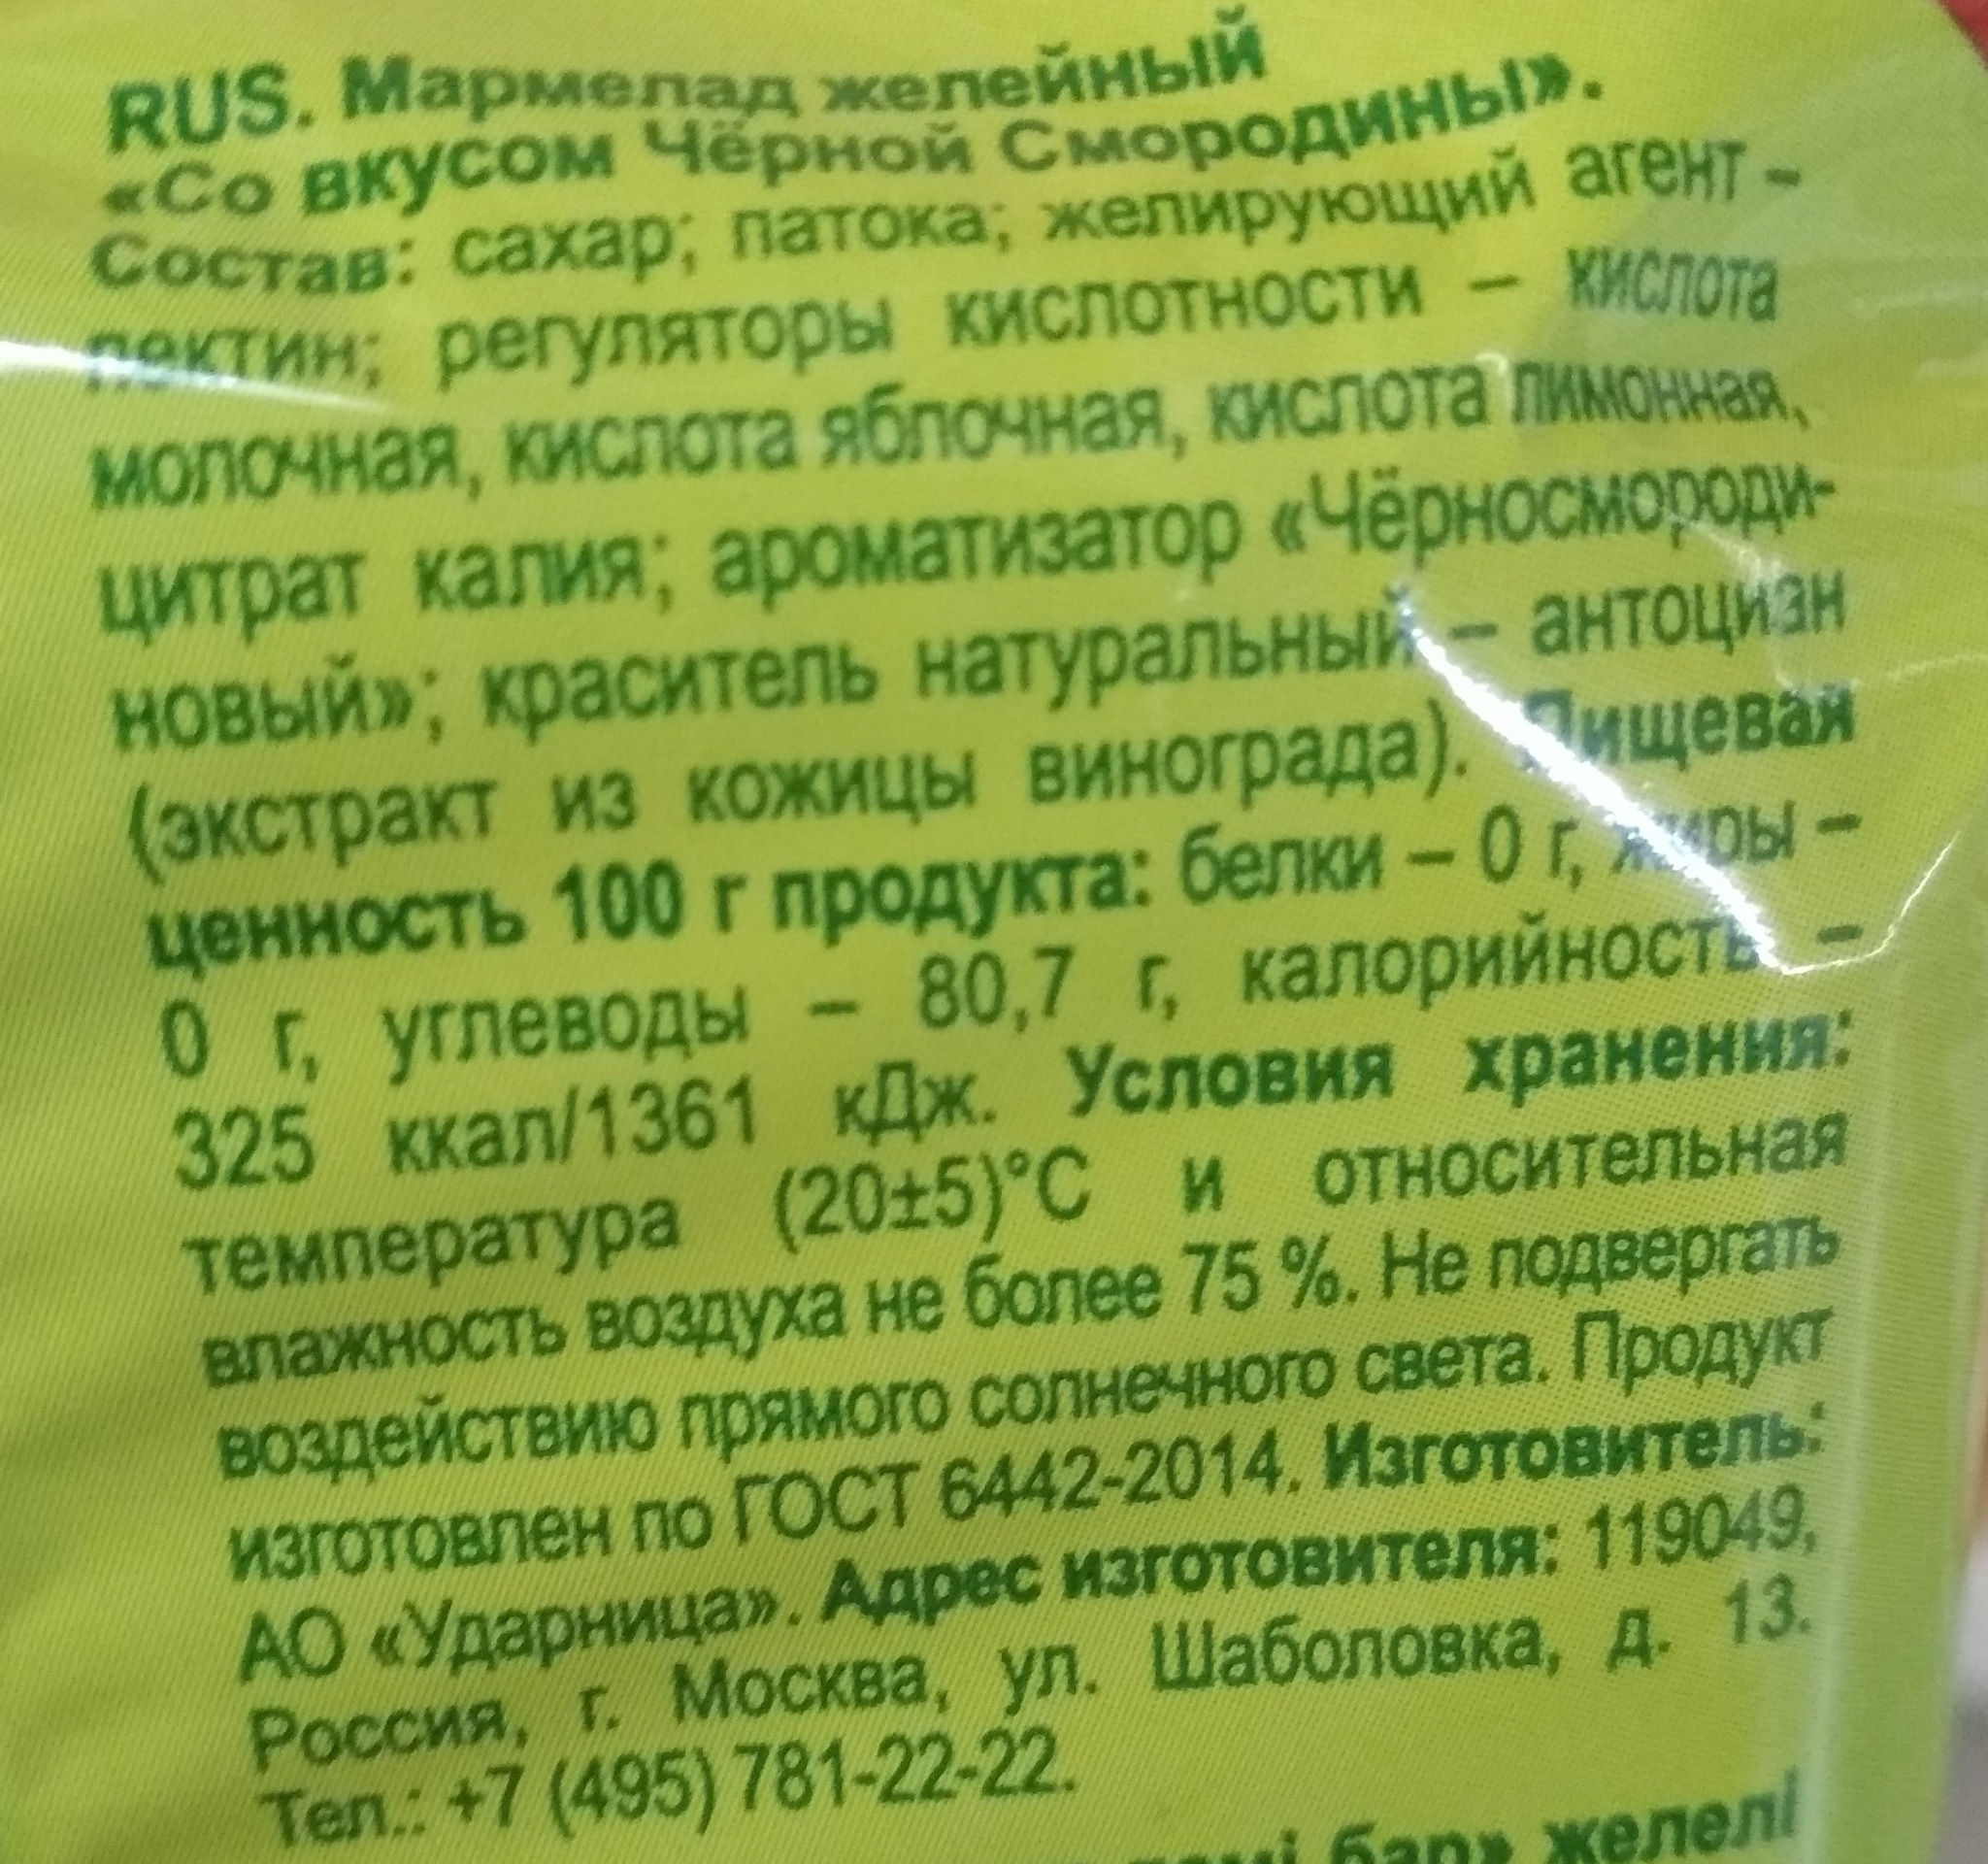 RUS. Мармелад желейный
«Со вкусом Чёрной Смородины».
Состав: сахар; патока; желирующий агент –
пектин; регуляторы кислотности – кислота
молочная, кислота яблочная, кислота лимонная,
цитрат калия; ароматизатор «Чёрносмороди-
новый»; краситель натуральный – антоциан
(экстракт из кожицы винограда). Пищевая
ценность 100 г продукта: белки – 0 г, жиры –
0 г, углеводы – 80,7 г, калорийность –
325 ккал/1361 кДж. Условия хранения:
температура (20±5)°С и относительная
влажность воздуха не более 75 %. Не подвергать
воздействию прямого солнечного света. Продукт
изготовлен по ГОСТ 6442-2014. Изготовитель:
АО «Ударница». Адрес изготовителя: 119049,
Россия, г. Москва, ул. Шаболовка, д. 13.
Тел.: +7 (495) 781-22-22.
бар» желелі